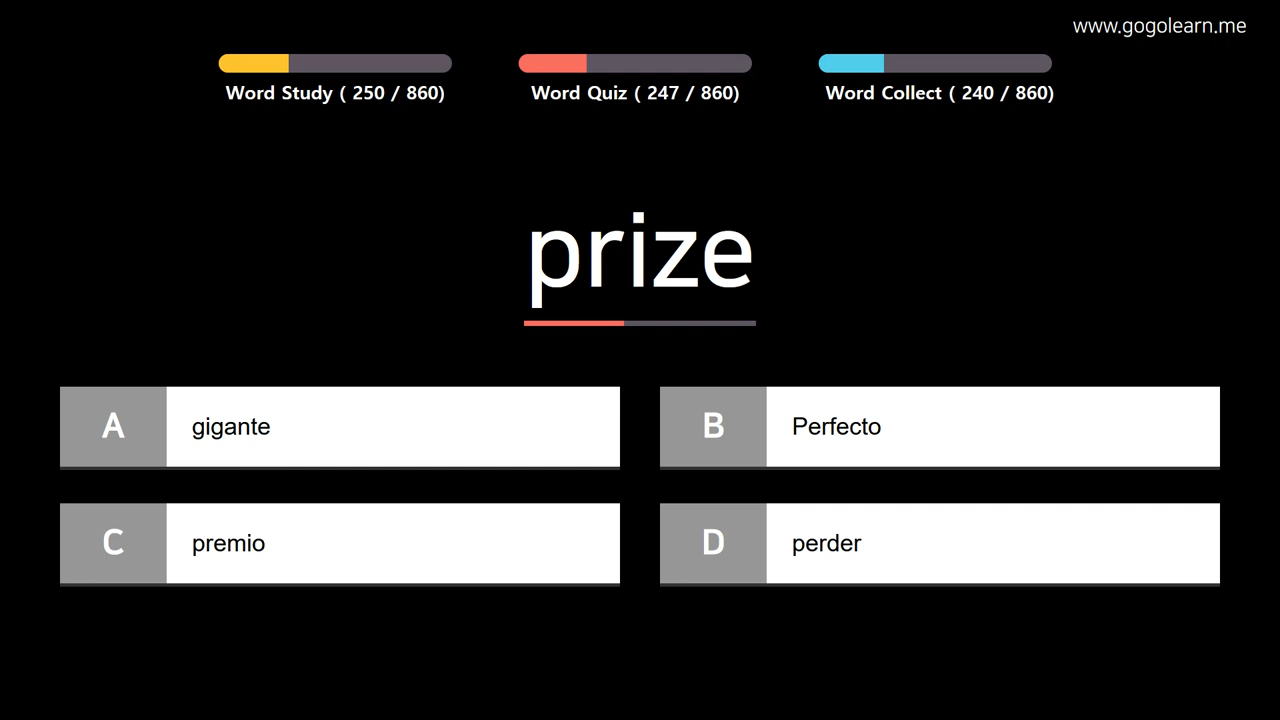 www.gogolearn.me
Word Study ( 250 / 860)
Word Quiz ( 247 / 860)
Word Collect ( 240 / 860)
prize
A gigante
B Perfecto
C premio
D perder